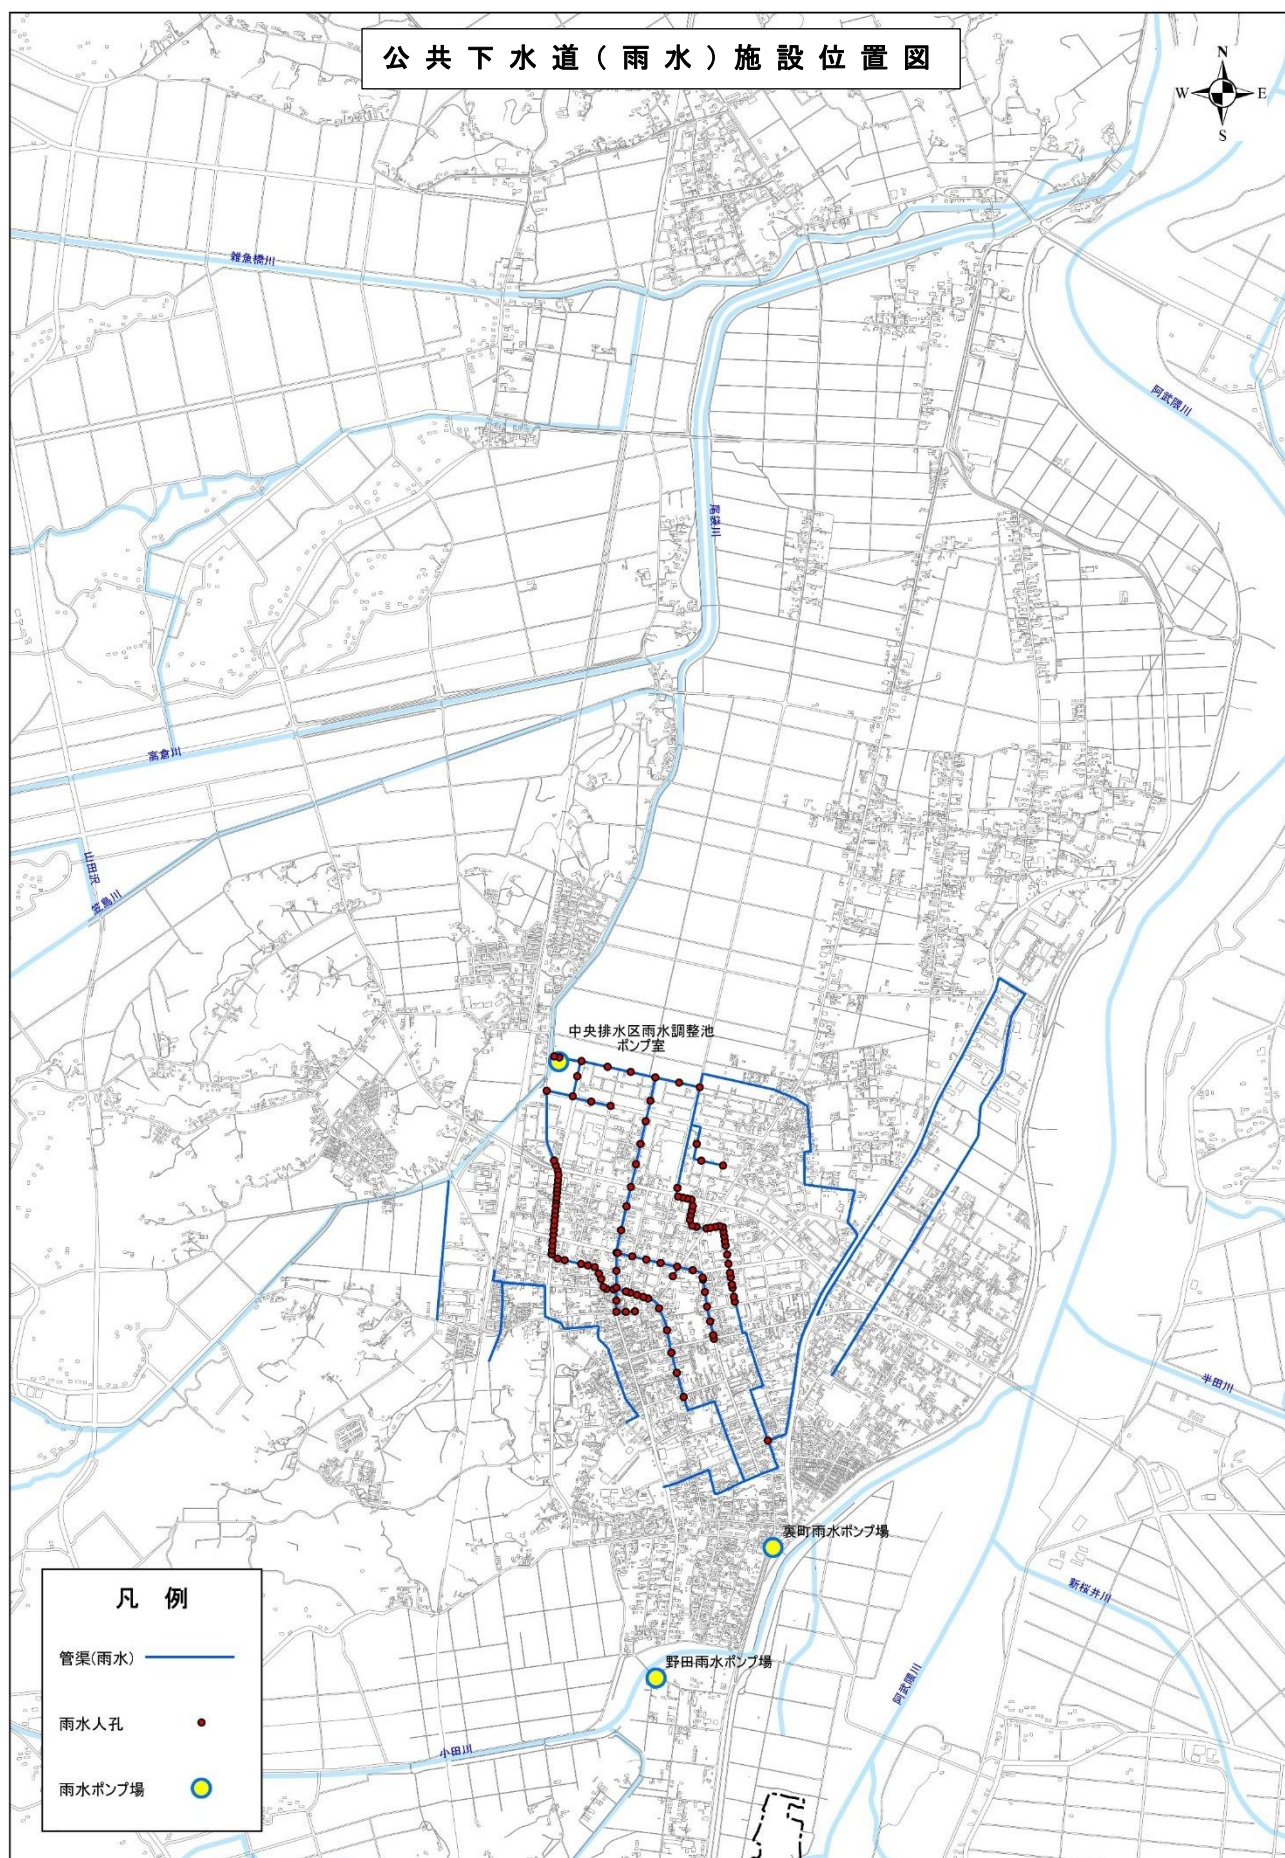 公共下水道(雨水)施設位置図
N
W
E
S
雑魚橋川
阿武隈川
尾袋川
高倉川
山田沢
笠島川
中央排水区雨水調整池
ポンプ室
半田川
裏町雨水ポンプ場
新桜井川
野田雨水ポンプ場
阿武隈川
小田川
凡 例
管渠(雨水)
雨水人孔
雨水ポンプ場